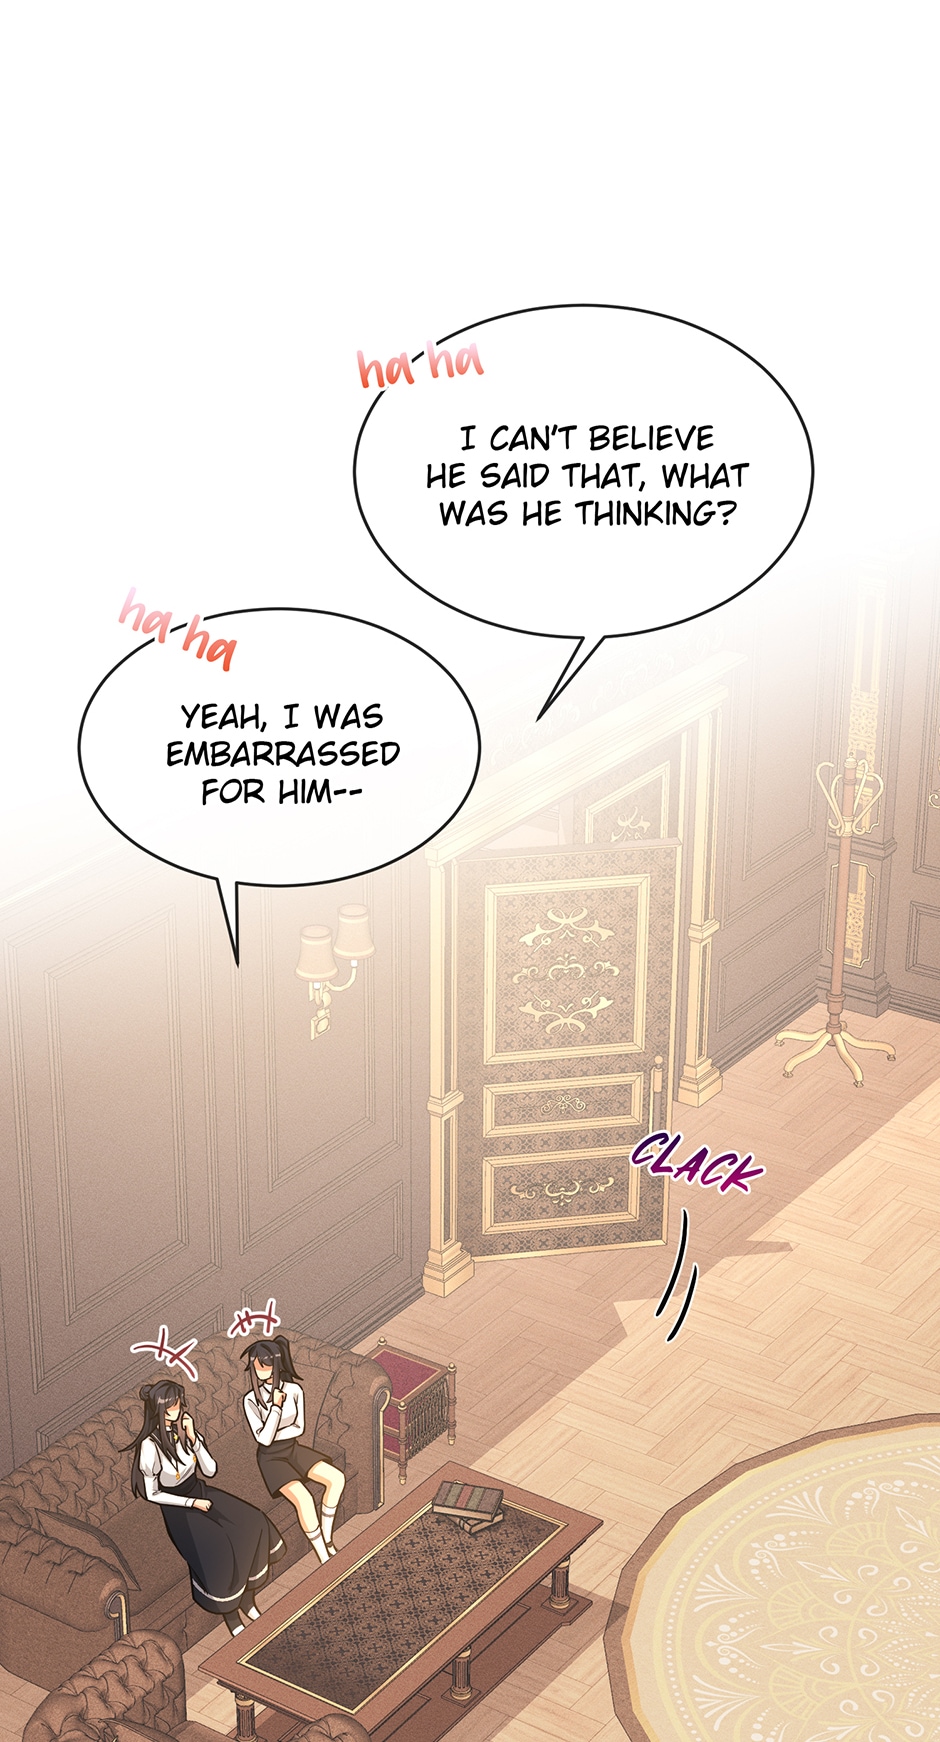 ha ha
I CAN'T BELIEVE
HE SAID THAT, WHAT
WAS HE THINKING?
ha ha
YEAH, I WAS
EMBARRASSED
FOR HIM--
CLACK